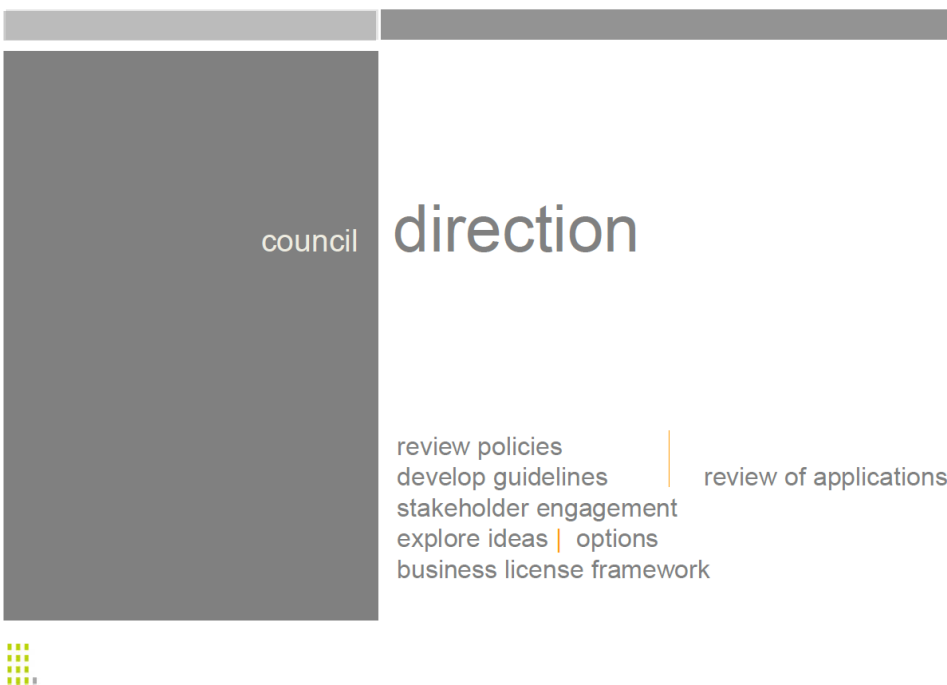 council direction
review policies
develop guidelines | review of applications
stakeholder engagement
explore ideas | options
business license framework